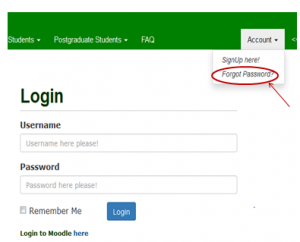 Students Postgraduate Students FAQ Account <
SignUp here!
Forgot Password?
Login
Username
Username here please!
Password
Password here please!
Remember Me Login
Login to Moodle here